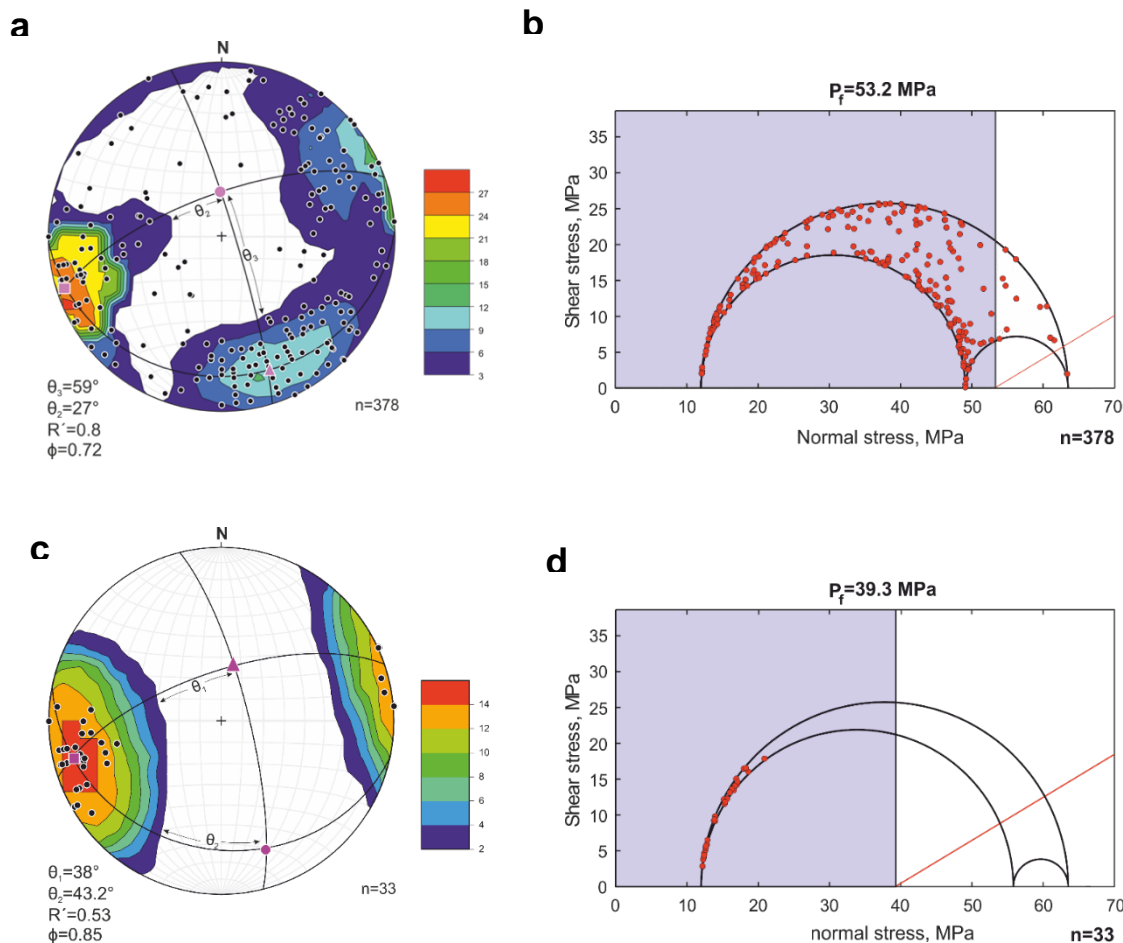 a
N
θ₂
θ₃
27
24
21
18
15
12
9
6
3
θ₃=59°
θ₂=27°
R´=0.8
ϕ=0.72
n=378
b
P_f=53.2 MPa
Shear stress, MPa
35
30
25
20
15
10
5
0
0 10 20 30 40 50 60 70
Normal stress, MPa
n=378
c
N
θ₁
θ₂
14
12
10
8
6
4
2
θ₁=38°
θ₂=43.2°
R´=0.53
ϕ=0.85
n=33
d
P_f=39.3 MPa
Shear stress, MPa
35
30
25
20
15
10
5
0
0 10 20 30 40 50 60 70
normal stress, MPa
n=33